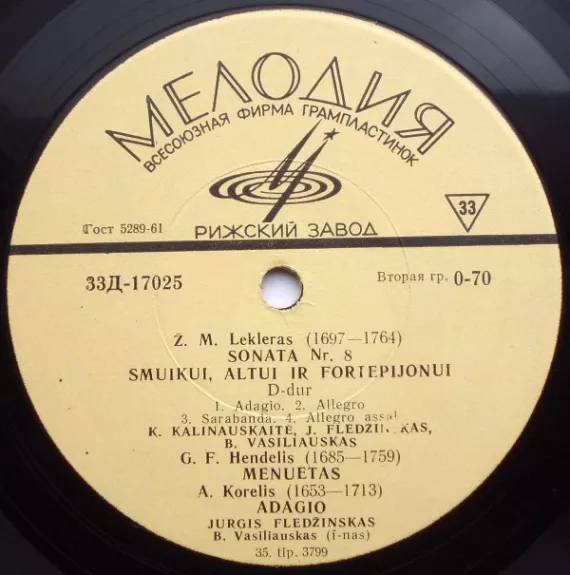 МЕЛОДИЯ
ВСЕСОЮЗНАЯ ФИРМА ГРАМПЛАСТИНОК
33
Гост 5289-61
РИЖСКИЙ ЗАВОД
33Д-17025
Вторая гр. 0-70
Ž. M. Lekleras (1697—1764)
SONATA Nr. 8
SMUIKUI, ALTUI IR FORTEPIJONUI
D-dur
1. Adagio. 2. Allegro
3. Sarabanda. 4. Allegro assai
K. KALINAUSKAITĖ, J. FLEDŽINSKAS,
B. VASILIAUSKAS
G. F. Hendelis (1685—1759)
MENUETAS
A. Korelis (1653—1713)
ADAGIO
JURGIS FLEDŽINSKAS
B. Vasiliauskas (f-nas)
35. tip. 3799